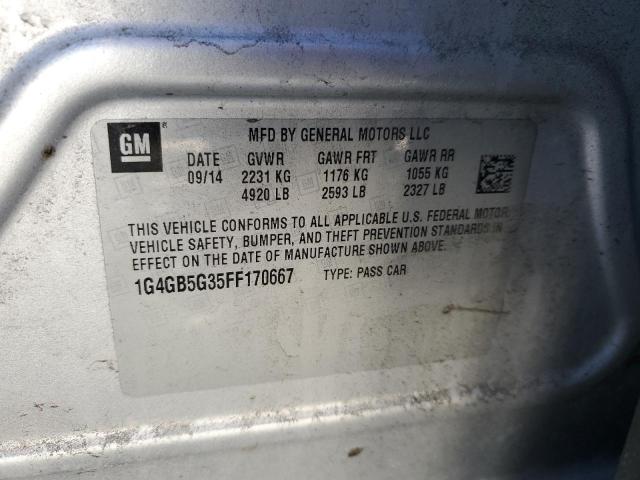 GM
MFD BY GENERAL MOTORS LLC
DATE GVWR GAWR FRT GAWR RR
09/14 2231 KG 1176 KG 1055 KG
4920 LB 2593 LB 2327 LB
THIS VEHICLE CONFORMS TO ALL APPLICABLE U.S. FEDERAL MOTOR
VEHICLE SAFETY, BUMPER, AND THEFT PREVENTION STANDARDS IN
EFFECT ON THE DATE OF MANUFACTURE SHOWN ABOVE.
1G4GB5G35FF170667 TYPE: PASS CAR